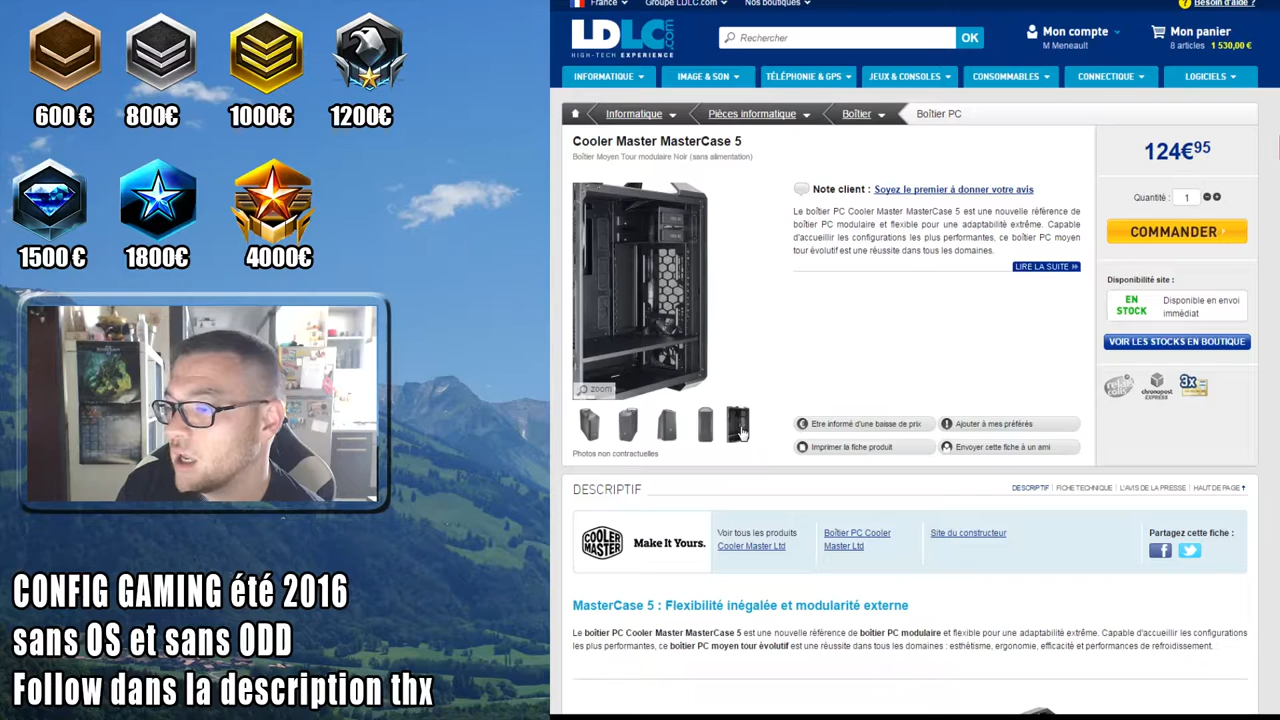 600€ 800€ 1000€ 1200€
1500€ 1800€ 4000€
CONFIG GAMING été 2016
sans OS et sans ODD
Follow dans la description thx
France Groupe LDLC.com Nos boutiques Besoin d'aide ?
LDLC.com
HIGH-TECH EXPERIENCE
Rechercher OK
Mon compte
M Meneault
Mon panier
8 articles 1 530,00 €
INFORMATIQUE IMAGE & SON TÉLÉPHONIE & GPS JEUX & CONSOLES CONSOMMABLES CONNECTIQUE LOGICIELS
Informatique Pièces informatique Boîtier Boîtier PC
Cooler Master MasterCase 5
Boîtier Moyen Tour modulaire Noir (sans alimentation)
zoom
Photos non contractuelles
Note client : Soyez le premier à donner votre avis
Le boîtier PC Cooler Master MasterCase 5 est une nouvelle référence de
boîtier PC modulaire et flexible pour une adaptabilité extrême. Capable
d'accueillir les configurations les plus performantes, ce boîtier PC moyen
tour évolutif est une réussite dans tous les domaines.
LIRE LA SUITE
Etre informé d'une baisse de prix Ajouter à mes préférés
Imprimer la fiche produit Envoyer cette fiche à un ami
124€95
Quantité : 1
COMMANDER
Disponibilité site :
EN STOCK
Disponible en envoi
immédiat
VOIR LES STOCKS EN BOUTIQUE
relais colis chronopost EXPRESS 3x
DESCRIPTIF
DESCRIPTIF FICHE TECHNIQUE L'AVIS DE LA PRESSE HAUT DE PAGE
COOLER MASTER Make It Yours.
Voir tous les produits
Cooler Master Ltd
Boîtier PC Cooler
Master Ltd
Site du constructeur
Partagez cette fiche :
MasterCase 5 : Flexibilité inégalée et modularité externe
Le boîtier PC Cooler Master MasterCase 5 est une nouvelle référence de boîtier PC modulaire et flexible pour une adaptabilité extrême. Capable d'accueillir les configurations
les plus performantes, ce boîtier PC moyen tour évolutif est une réussite dans tous les domaines : esthétisme, ergonomie, efficacité et performances de refroidissement.